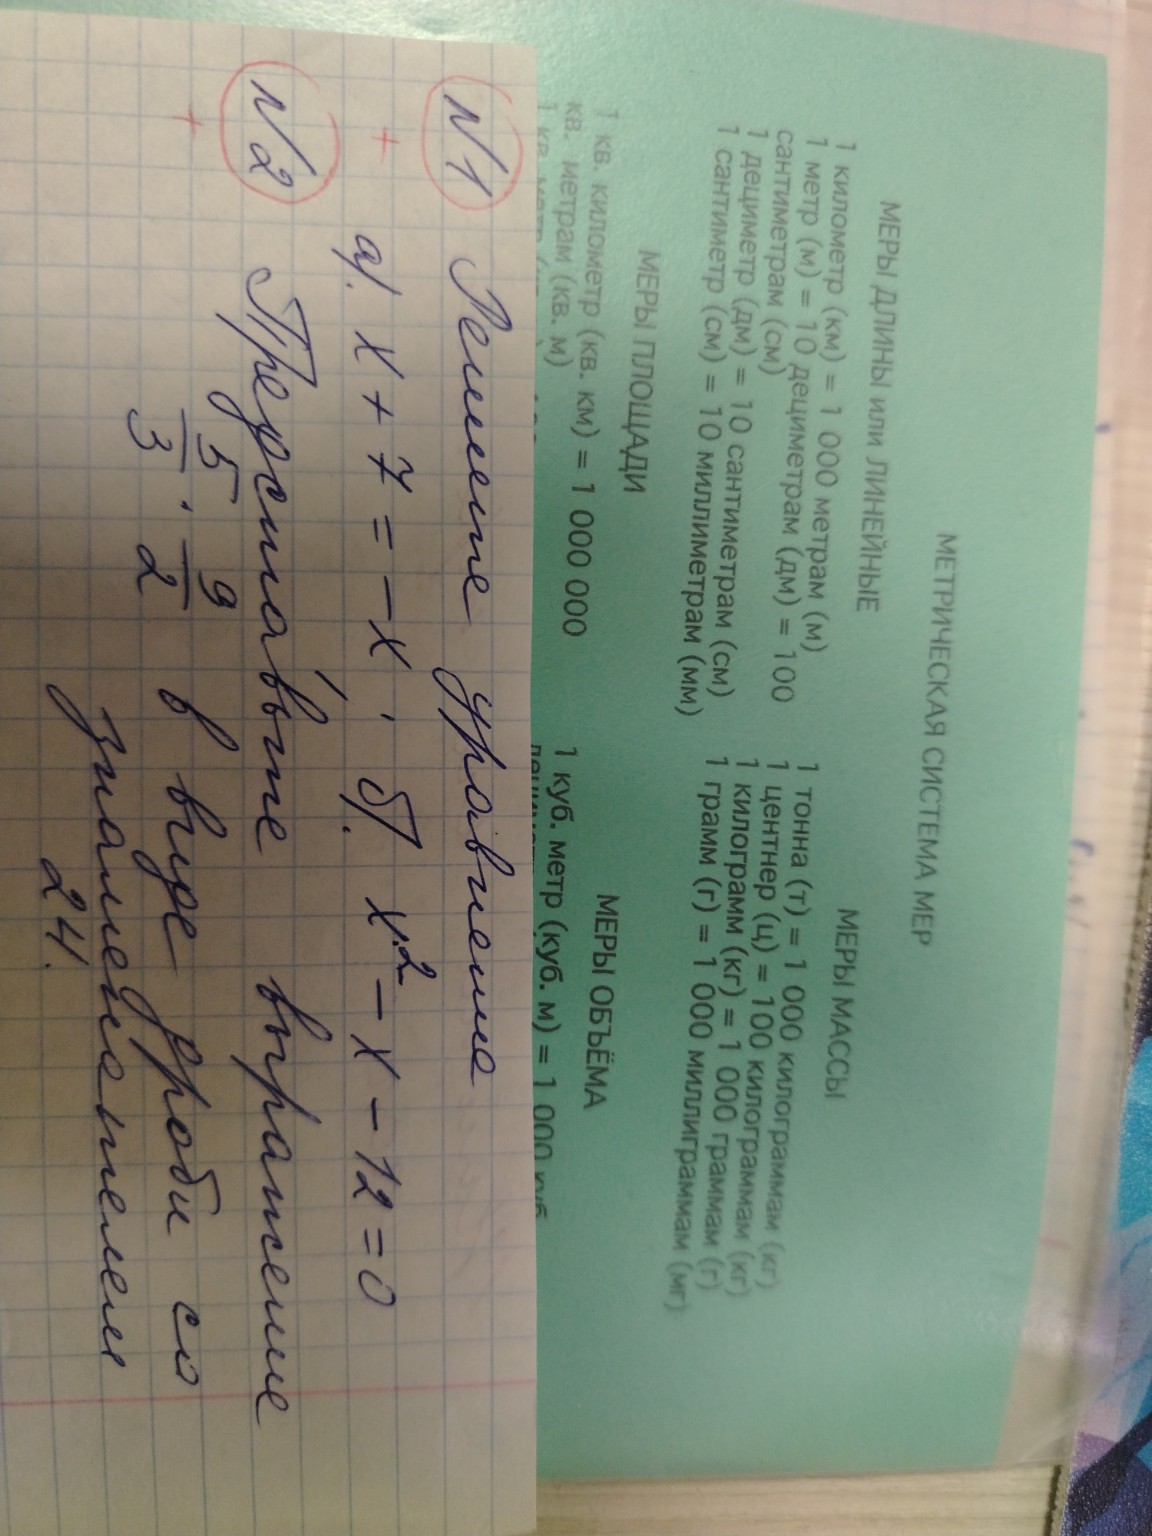 МЕТРИЧЕСКАЯ СИСТЕМА МЕР
МЕРЫ ДЛИНЫ или ЛИНЕЙНЫЕ
1 километр (км) = 1 000 метрам (м)
1 метр (м) = 10 дециметрам (дм) = 100
сантиметрам (см)
1 дециметр (дм) = 10 сантиметрам (см)
1 сантиметр (см) = 10 миллиметрам (мм)
МЕРЫ МАССЫ
1 тонна (т) = 1 000 килограммам (кг)
1 центнер (ц) = 100 килограммам (кг)
1 килограмм (кг) = 1 000 граммам (г)
1 грамм (г) = 1 000 миллиграммам (мг)
МЕРЫ ПЛОЩАДИ
1 кв. километр (кв. км) = 1 000 000
кв. метрам (кв. м)
МЕРЫ ОБЪЁМА
1 куб. метр (куб. м) = 1 000 куб.
N1 Решите уравнение
+ а). x + 7 = - x ; б). x² - x - 12 = 0
N2 Представьте выражение
+ 5/3 · 9/2 в виде дроби со
знаменателем
24.